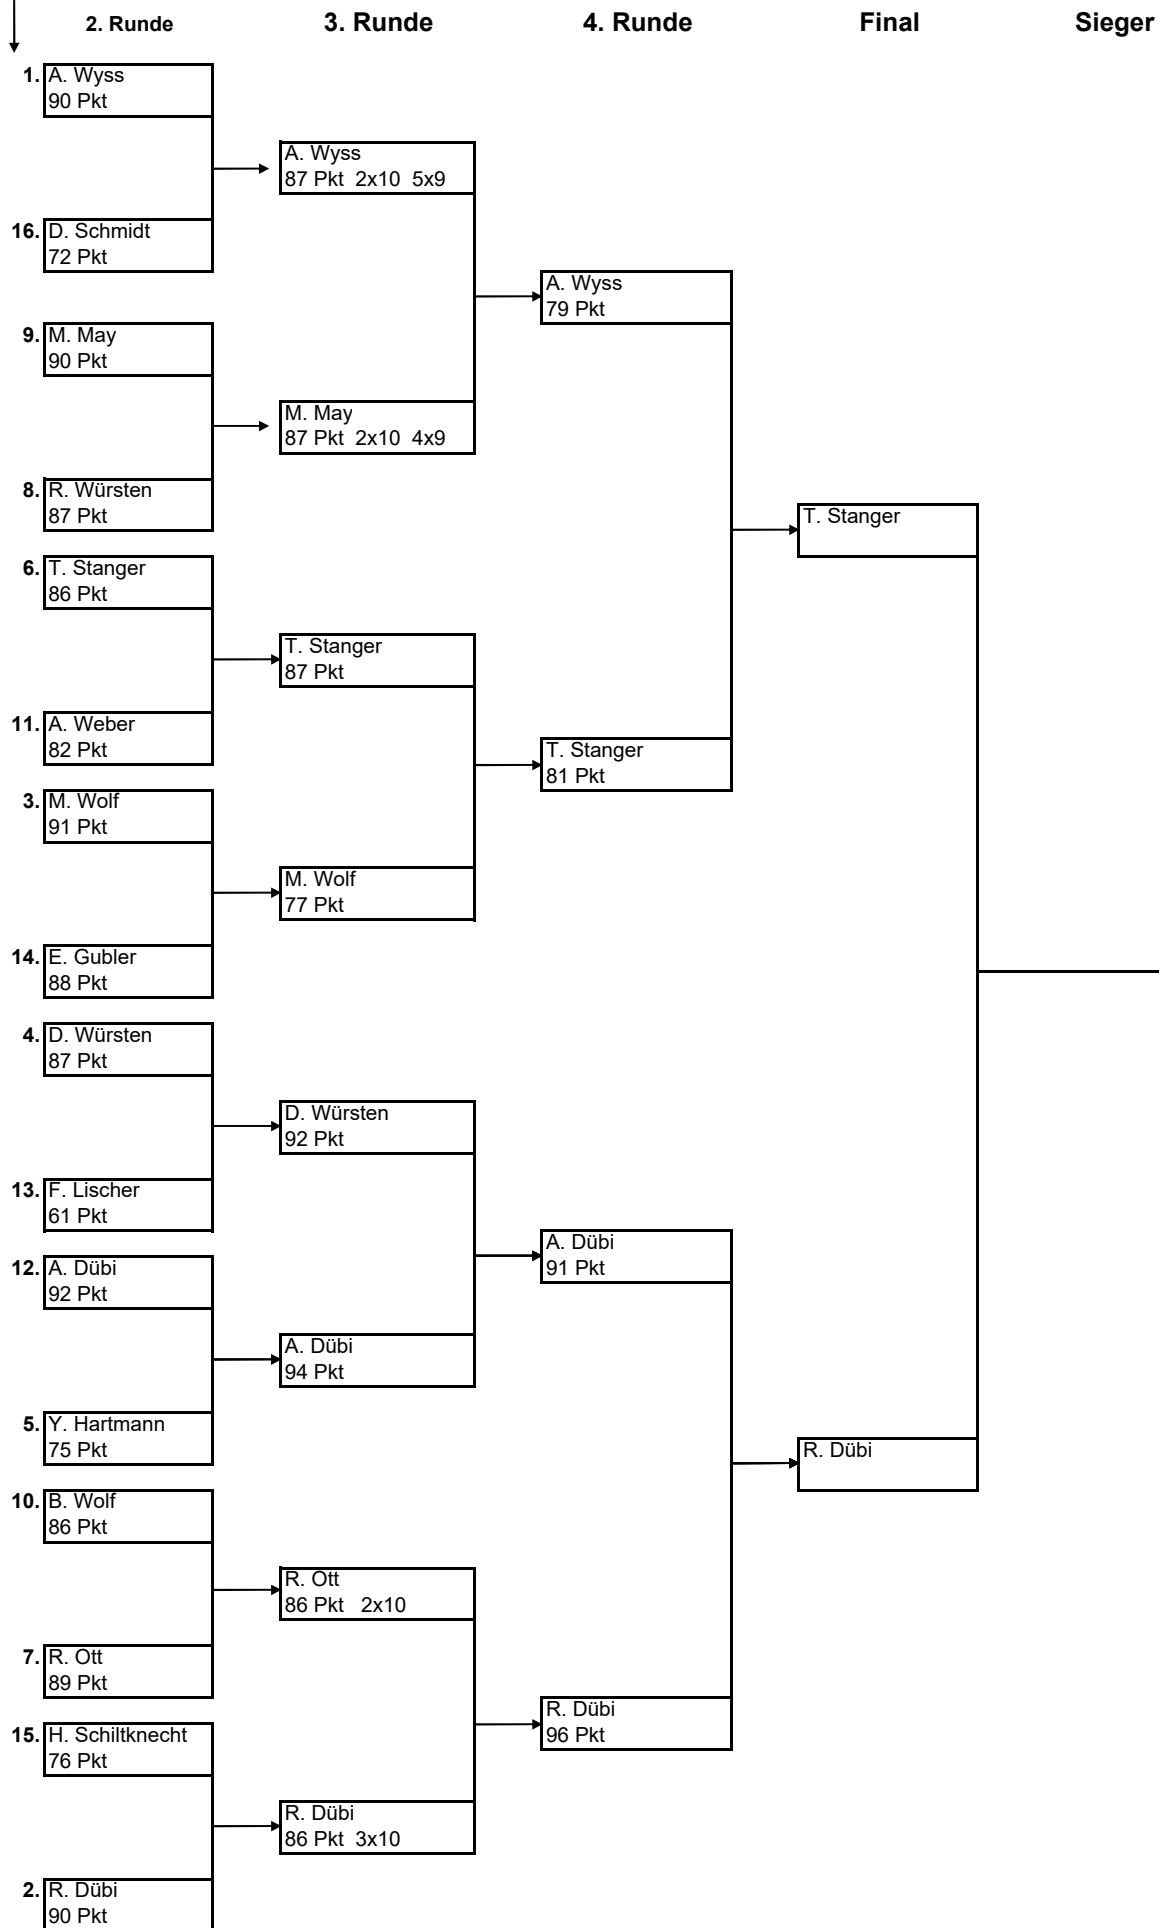 2. Runde
3. Runde
4. Runde
Final
Sieger
1. A. Wyss
90 Pkt
16. D. Schmidt
72 Pkt
9. M. May
90 Pkt
8. R. Würsten
87 Pkt
6. T. Stanger
86 Pkt
11. A. Weber
82 Pkt
3. M. Wolf
91 Pkt
14. E. Gubler
88 Pkt
4. D. Würsten
87 Pkt
13. F. Lischer
61 Pkt
12. A. Dübi
92 Pkt
5. Y. Hartmann
75 Pkt
10. B. Wolf
86 Pkt
7. R. Ott
89 Pkt
15. H. Schiltknecht
76 Pkt
2. R. Dübi
90 Pkt
A. Wyss
87 Pkt 2x10 5x9
M. May
87 Pkt 2x10 4x9
T. Stanger
87 Pkt
M. Wolf
77 Pkt
D. Würsten
92 Pkt
A. Dübi
94 Pkt
R. Ott
86 Pkt 2x10
R. Dübi
86 Pkt 3x10
A. Wyss
79 Pkt
T. Stanger
81 Pkt
A. Dübi
91 Pkt
R. Dübi
96 Pkt
T. Stanger
R. Dübi